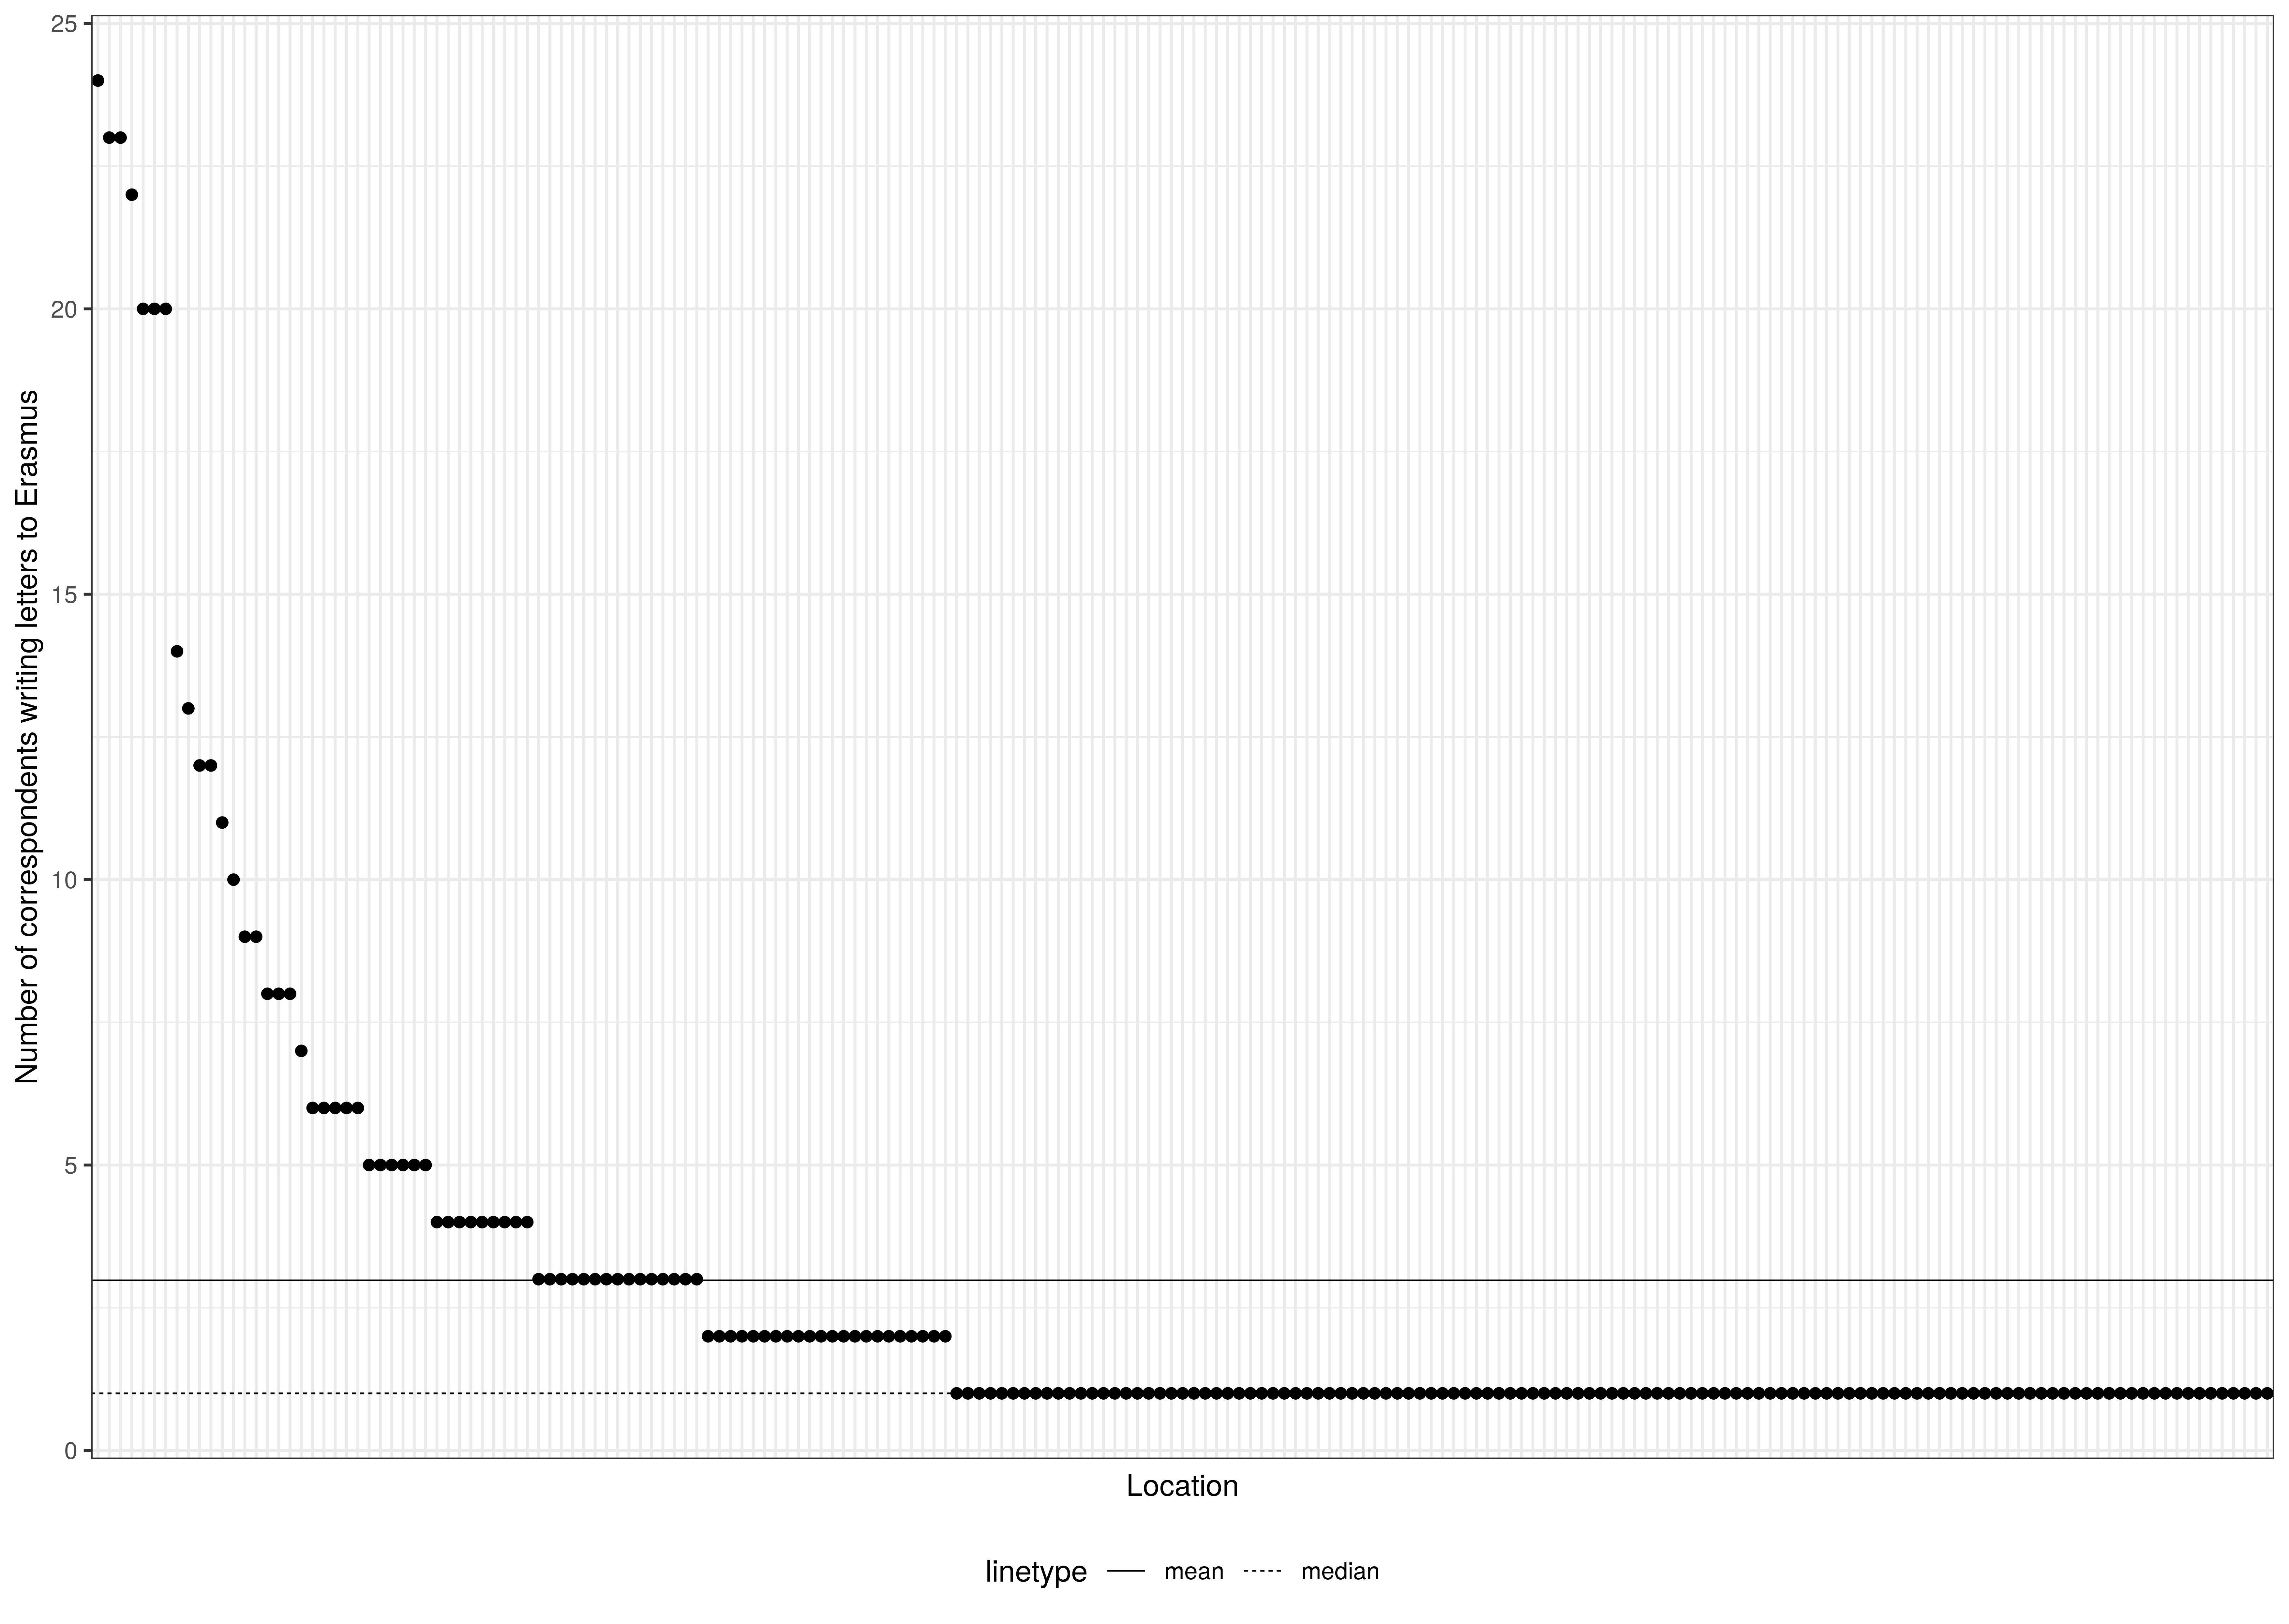 Number of correspondents writing letters to Erasmus
25
20
15
10
5
0
Location
linetype mean median